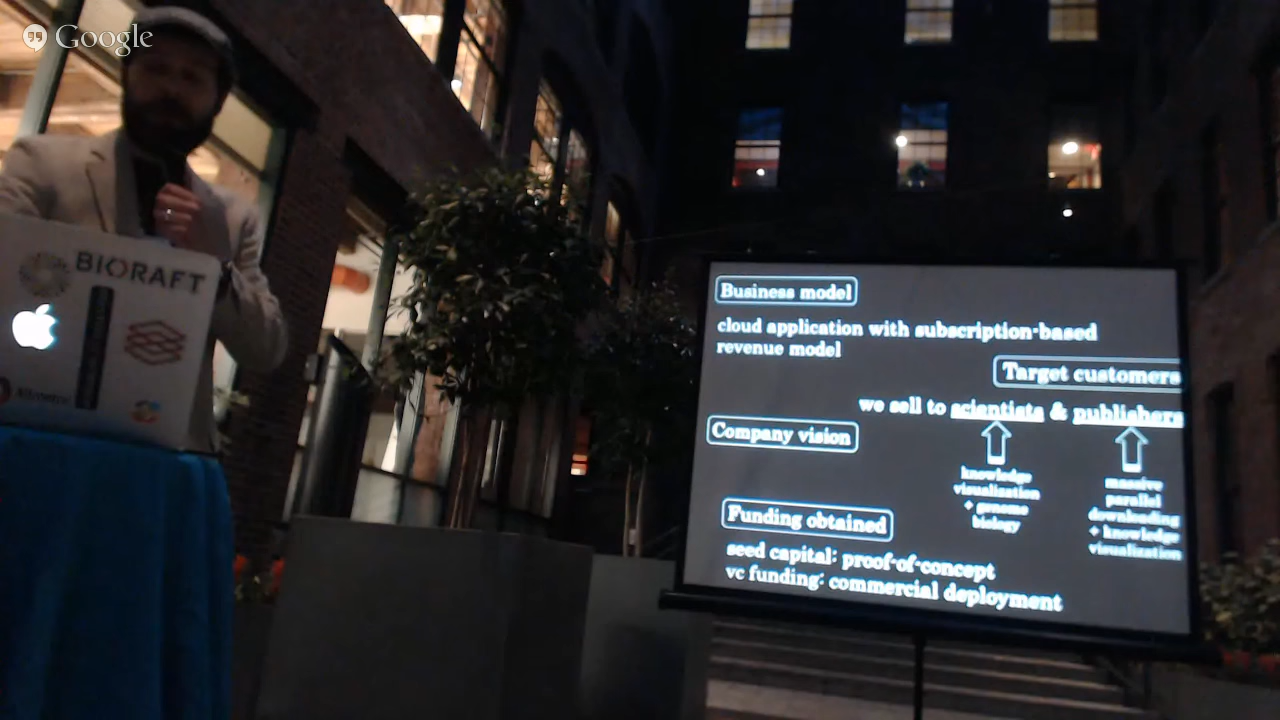 Google
BIORAFT
Business model
cloud application with subscription-based
revenue model
Target customers
we sell to scientists & publishers
Company vision
knowledge
visualization
+ genome
biology
massive
parallel
downloading
+ knowledge
visualization
Funding obtained
seed capital: proof-of-concept
vc funding: commercial deployment